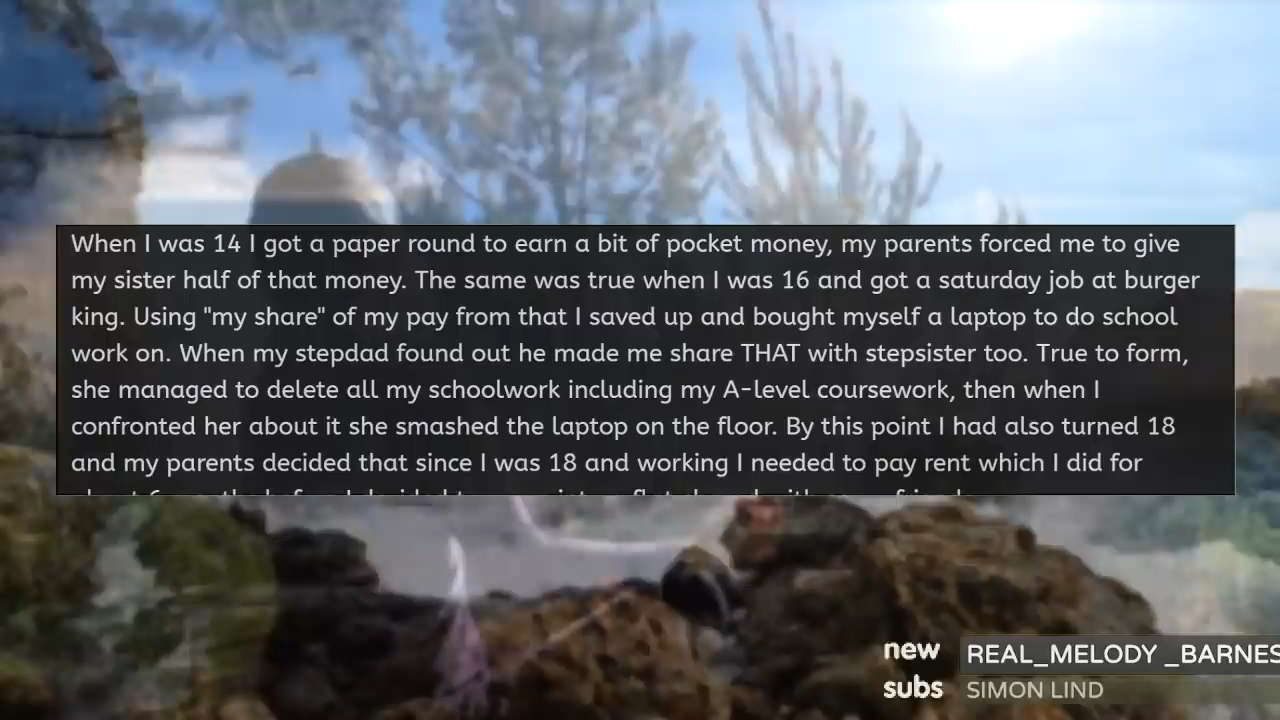 When I was 14 I got a paper round to earn a bit of pocket money, my parents forced me to give
my sister half of that money. The same was true when I was 16 and got a saturday job at burger
king. Using "my share" of my pay from that I saved up and bought myself a laptop to do school
work on. When my stepdad found out he made me share THAT with stepsister too. True to form,
she managed to delete all my schoolwork including my A-level coursework, then when I
confronted her about it she smashed the laptop on the floor. By this point I had also turned 18
and my parents decided that since I was 18 and working I needed to pay rent which I did for
new REAL_MELODY _BARNES
subs SIMON LIND